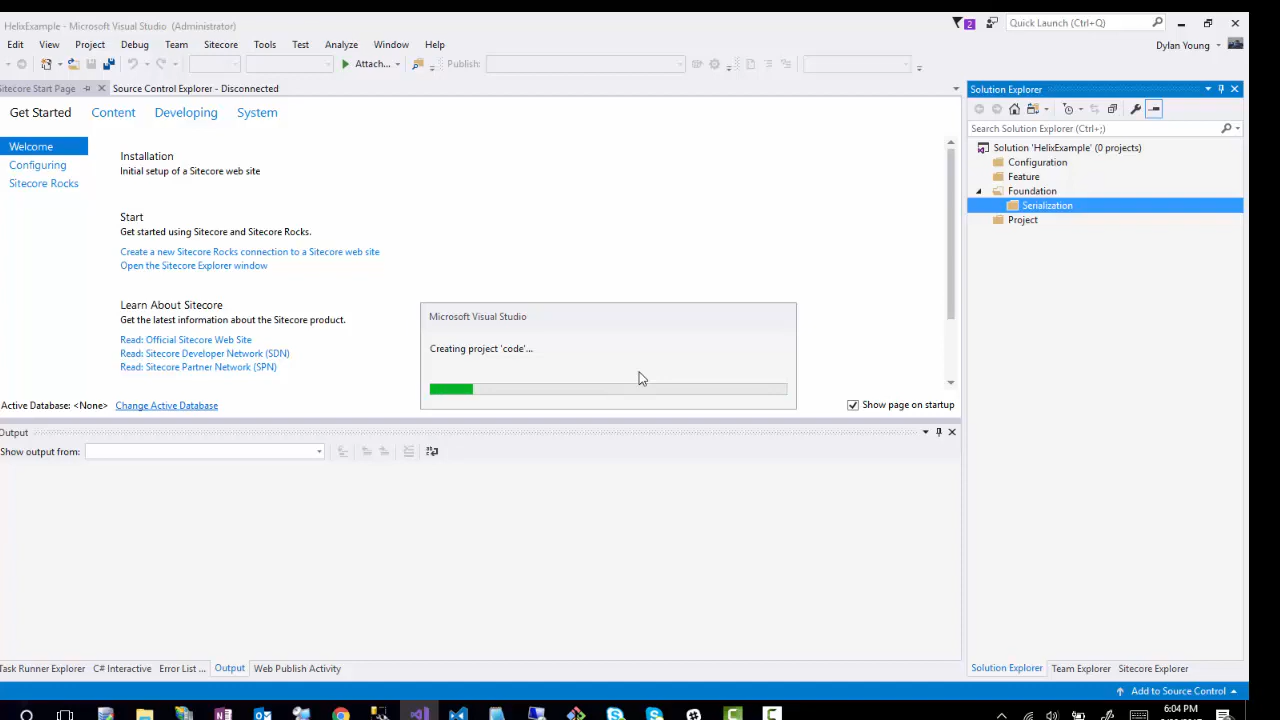 HelixExample - Microsoft Visual Studio (Administrator)
2
Quick Launch (Ctrl+Q)
Edit View Project Debug Team Sitecore Tools Test Analyze Window Help
Dylan Young
Attach...
Publish:
Sitecore Start Page
Source Control Explorer - Disconnected
Solution Explorer
Get Started Content Developing System
Search Solution Explorer (Ctrl+;)
Welcome
Configuring
Sitecore Rocks
Installation
Initial setup of a Sitecore web site
Start
Get started using Sitecore and Sitecore Rocks.
Create a new Sitecore Rocks connection to a Sitecore web site
Open the Sitecore Explorer window
Learn About Sitecore
Get the latest information about the Sitecore product.
Read: Official Sitecore Web Site
Read: Sitecore Developer Network (SDN)
Read: Sitecore Partner Network (SPN)
Active Database: <None> Change Active Database
Show page on startup
Solution 'HelixExample' (0 projects)
Configuration
Feature
Foundation
Serialization
Project
Microsoft Visual Studio
Creating project 'code'...
Output
Show output from:
Task Runner Explorer C# Interactive Error List ... Output Web Publish Activity
Solution Explorer Team Explorer Sitecore Explorer
Add to Source Control
6:04 PM